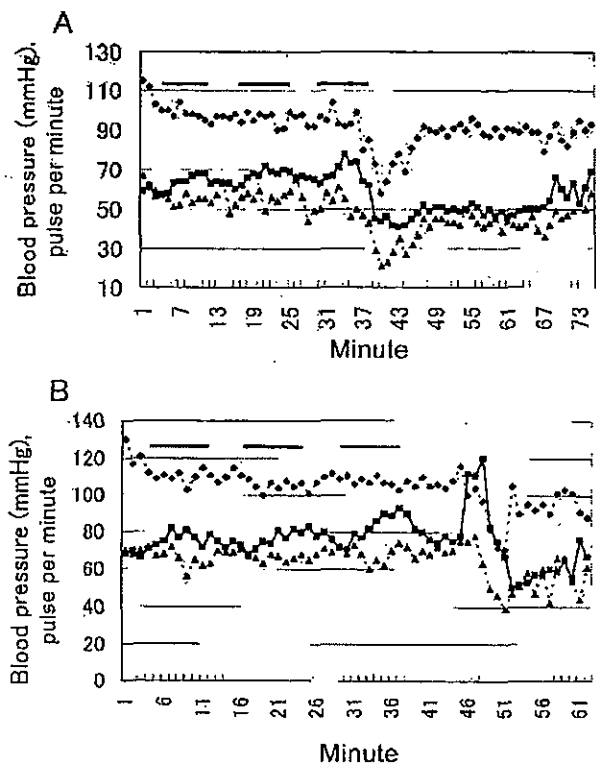 A
Blood pressure (mmHg),
pulse per minute
130
110
90
70
50
30
10
1 7 13 19 25 31 37 43 49 55 61 67 73
Minute
B
Blood pressure (mmHg),
pulse per minute
140
120
100
80
60
40
20
0
1 6 11 16 21 26 31 36 41 46 51 56 61
Minute